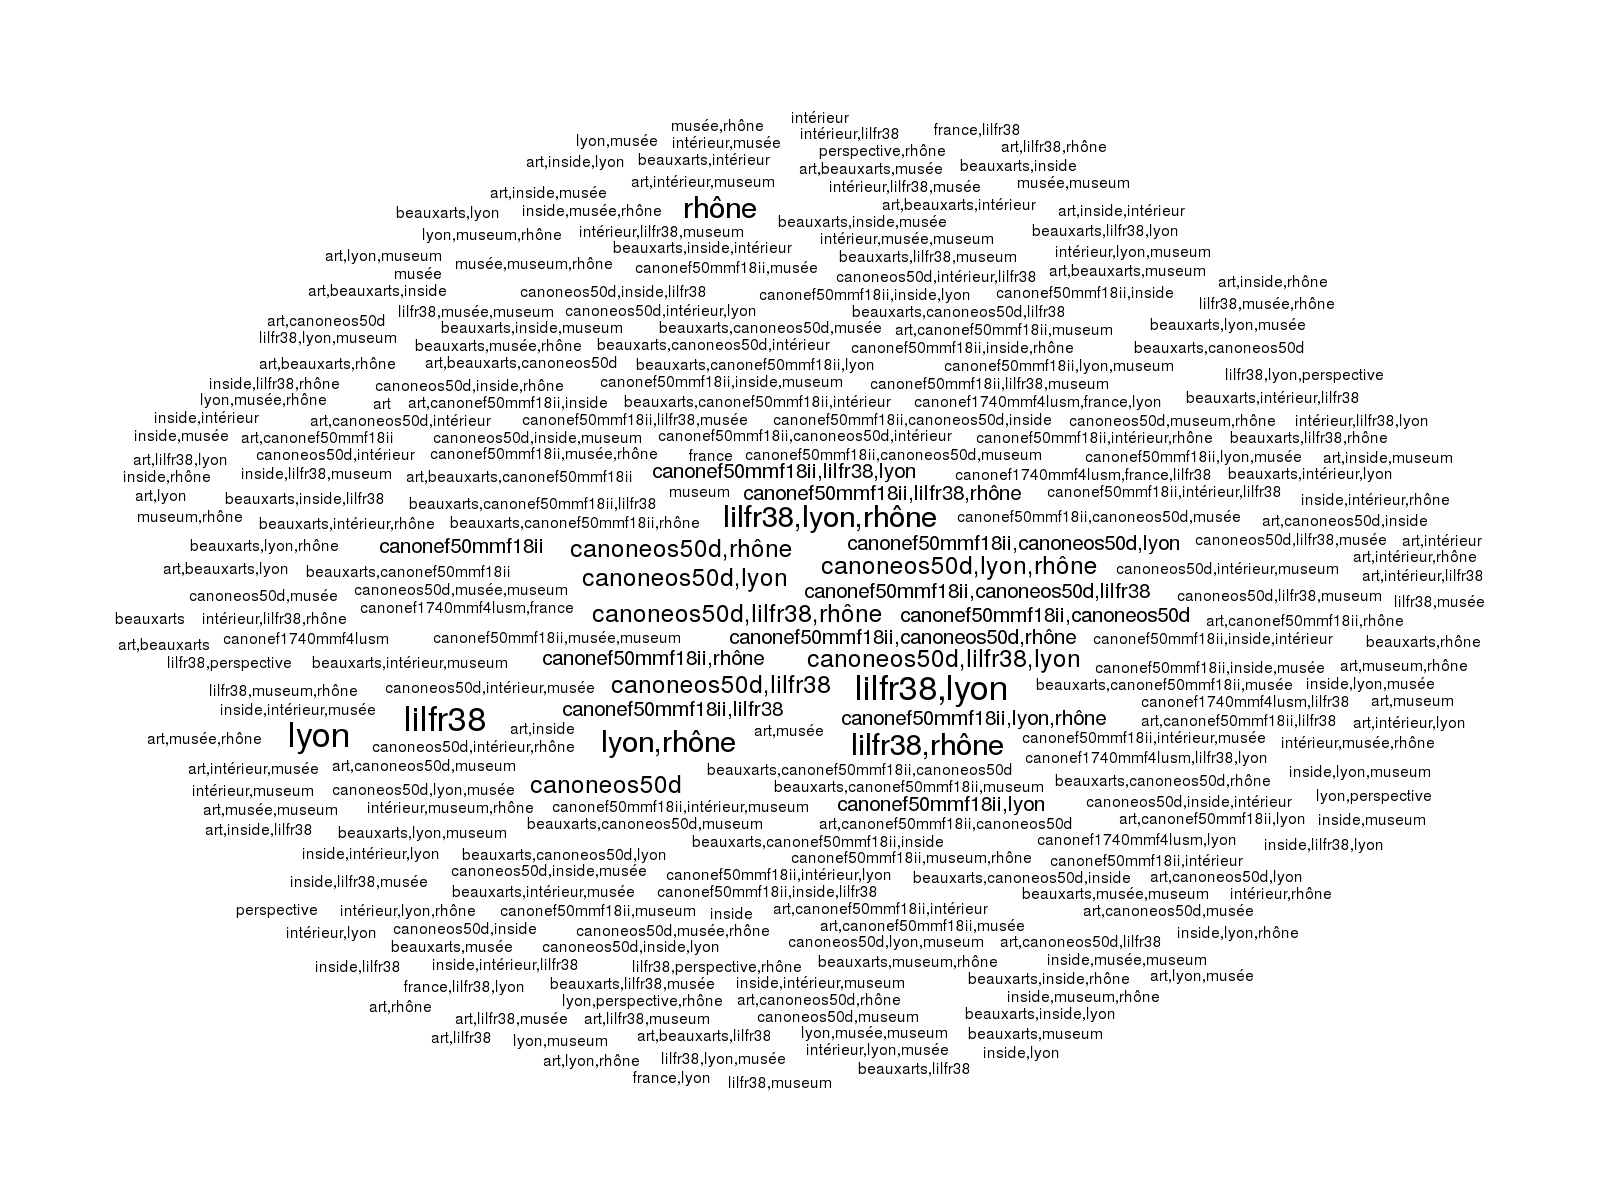 intérieur
musée,rhône
france,lilfr38
intérieur,lilfr38
lyon,musée
intérieur,musée
art,lilfr38,rhône
perspective,rhône
art,inside,lyon
beauxarts,intérieur
beauxarts,inside
art,beauxarts,musée
art,intérieur,museum
musée,museum
intérieur,lilfr38,musée
art,inside,musée
art,beauxarts,intérieur
rhône
beauxarts,lyon
inside,musée,rhône
art,inside,intérieur
beauxarts,inside,musée
beauxarts,lilfr38,lyon
intérieur,lilfr38,museum
lyon,museum,rhône
intérieur,musée,museum
beauxarts,inside,intérieur
intérieur,lyon,museum
art,lyon,museum
beauxarts,lilfr38,museum
musée,museum,rhône
canonef50mmf18ii,musée
art,beauxarts,museum
musée
canoneos50d,intérieur,lilfr38
art,inside,rhône
art,beauxarts,inside
canoneos50d,inside,lilfr38
canonef50mmf18ii,inside,lyon
canonef50mmf18ii,inside
lilfr38,musée,rhône
lilfr38,musée,museum
canoneos50d,intérieur,lyon
beauxarts,canoneos50d,lilfr38
art,canoneos50d
beauxarts,lyon,musée
beauxarts,inside,museum
beauxarts,canoneos50d,musée
art,canonef50mmf18ii,museum
lilfr38,lyon,museum
beauxarts,musée,rhône
beauxarts,canoneos50d,intérieur
canonef50mmf18ii,inside,rhône
beauxarts,canoneos50d
art,beauxarts,rhône
art,beauxarts,canoneos50d
beauxarts,canonef50mmf18ii,lyon
canonef50mmf18ii,lyon,museum
lilfr38,lyon,perspective
inside,lilfr38,rhône
canoneos50d,inside,rhône
canonef50mmf18ii,inside,museum
canonef50mmf18ii,lilfr38,museum
lyon,musée,rhône
art
art,canonef50mmf18ii,inside
beauxarts,canonef50mmf18ii,intérieur
canonef1740mmf4lusm,france,lyon
beauxarts,intérieur,lilfr38
inside,intérieur
art,canoneos50d,intérieur
canonef50mmf18ii,lilfr38,musée
canonef50mmf18ii,canoneos50d,inside
canoneos50d,museum,rhône
intérieur,lilfr38,lyon
inside,musée
art,canonef50mmf18ii
canoneos50d,inside,museum
canonef50mmf18ii,canoneos50d,intérieur
canonef50mmf18ii,intérieur,rhône
beauxarts,lilfr38,rhône
art,lilfr38,lyon
canoneos50d,intérieur
canonef50mmf18ii,musée,rhône
france
canonef50mmf18ii,canoneos50d,museum
canonef50mmf18ii,lyon,musée
art,inside,museum
inside,rhône
inside,lilfr38,museum
art,beauxarts,canonef50mmf18ii
canonef50mmf18ii,lilfr38,lyon
canonef1740mmf4lusm,france,lilfr38
beauxarts,intérieur,lyon
art,lyon
beauxarts,inside,lilfr38
beauxarts,canonef50mmf18ii,lilfr38
museum
canonef50mmf18ii,lilfr38,rhône
canonef50mmf18ii,intérieur,lilfr38
inside,intérieur,rhône
museum,rhône
beauxarts,intérieur,rhône
beauxarts,canonef50mmf18ii,rhône
lilfr38,lyon,rhône
canonef50mmf18ii,canoneos50d,musée
art,canoneos50d,inside
beauxarts,lyon,rhône
canonef50mmf18ii
canoneos50d,rhône
canonef50mmf18ii,canoneos50d,lyon
canoneos50d,lilfr38,musée
art,intérieur
art,intérieur,rhône
art,beauxarts,lyon
beauxarts,canonef50mmf18ii
canoneos50d,lyon
canoneos50d,lyon,rhône
canoneos50d,intérieur,museum
art,intérieur,lilfr38
canoneos50d,musée
canoneos50d,musée,museum
canonef50mmf18ii,canoneos50d,lilfr38
canoneos50d,lilfr38,museum
lilfr38,musée
beauxarts
intérieur,lilfr38,rhône
canonef1740mmf4lusm,france
canoneos50d,lilfr38,rhône
canonef50mmf18ii,canoneos50d
art,canonef50mmf18ii,rhône
art,beauxarts
canonef1740mmf4lusm
canonef50mmf18ii,musée,museum
canonef50mmf18ii,canoneos50d,rhône
canonef50mmf18ii,inside,intérieur
beauxarts,rhône
lilfr38,perspective
beauxarts,intérieur,museum
canonef50mmf18ii,rhône
canoneos50d,lilfr38,lyon
canonef50mmf18ii,inside,musée
art,museum,rhône
lilfr38,museum,rhône
canoneos50d,intérieur,musée
canoneos50d,lilfr38
lilfr38,lyon
beauxarts,canonef50mmf18ii,musée
inside,lyon,musée
inside,intérieur,musée
lilfr38
canonef50mmf18ii,lilfr38
canonef1740mmf4lusm,lilfr38
art,museum
lyon
art,inside
canonef50mmf18ii,lyon,rhône
art,canonef50mmf18ii,lilfr38
art,intérieur,lyon
art,musée,rhône
canoneos50d,intérieur,rhône
lyon,rhône
art,musée
lilfr38,rhône
canonef50mmf18ii,intérieur,musée
intérieur,musée,rhône
canonef1740mmf4lusm,lilfr38,lyon
art,intérieur,musée
art,canoneos50d,museum
beauxarts,canonef50mmf18ii,canoneos50d
inside,lyon,museum
intérieur,museum
canoneos50d,lyon,musée
canoneos50d
beauxarts,canonef50mmf18ii,museum
beauxarts,canoneos50d,rhône
lyon,perspective
art,musée,museum
intérieur,museum,rhône
canonef50mmf18ii,intérieur,museum
canonef50mmf18ii,lyon
canoneos50d,inside,intérieur
art,canonef50mmf18ii,lyon
inside,museum
art,inside,lilfr38
beauxarts,lyon,museum
beauxarts,canoneos50d,museum
art,canonef50mmf18ii,canoneos50d
beauxarts,canonef50mmf18ii,inside
canonef1740mmf4lusm,lyon
inside,lilfr38,lyon
inside,intérieur,lyon
beauxarts,canoneos50d,lyon
canonef50mmf18ii,museum,rhône
canonef50mmf18ii,intérieur
canoneos50d,inside,musée
canonef50mmf18ii,intérieur,lyon
beauxarts,canoneos50d,inside
art,canoneos50d,lyon
inside,lilfr38,musée
beauxarts,intérieur,musée
canonef50mmf18ii,inside,lilfr38
beauxarts,musée,museum
intérieur,rhône
perspective
intérieur,lyon,rhône
canonef50mmf18ii,museum
inside
art,canonef50mmf18ii,intérieur
art,canoneos50d,musée
intérieur,lyon
canoneos50d,inside
canoneos50d,musée,rhône
art,canonef50mmf18ii,musée
inside,lyon,rhône
beauxarts,musée
canoneos50d,inside,lyon
canoneos50d,lyon,museum
art,canoneos50d,lilfr38
inside,lilfr38
inside,intérieur,lilfr38
lilfr38,perspective,rhône
beauxarts,museum,rhône
inside,musée,museum
france,lilfr38,lyon
beauxarts,lilfr38,musée
inside,intérieur,museum
beauxarts,inside,rhône
art,lyon,musée
art,rhône
lyon,perspective,rhône
art,canoneos50d,rhône
inside,museum,rhône
art,lilfr38,musée
art,lilfr38,museum
canoneos50d,museum
beauxarts,inside,lyon
art,lilfr38
lyon,museum
art,beauxarts,lilfr38
lyon,musée,museum
beauxarts,museum
art,lyon,rhône
lilfr38,lyon,musée
intérieur,lyon,musée
inside,lyon
france,lyon
lilfr38,museum
beauxarts,lilfr38